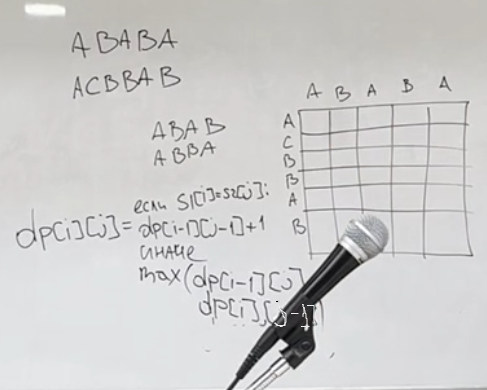 ABABA
ACBBAB
ABAB
ABBA
dp[i][j]=
если S1[i]=S2[j]:
dp[i-1][j-1]+1
иначе
max(dp[i-1][j]
dp[i][j-1])
A B A B A
A
C
B
B
A
B